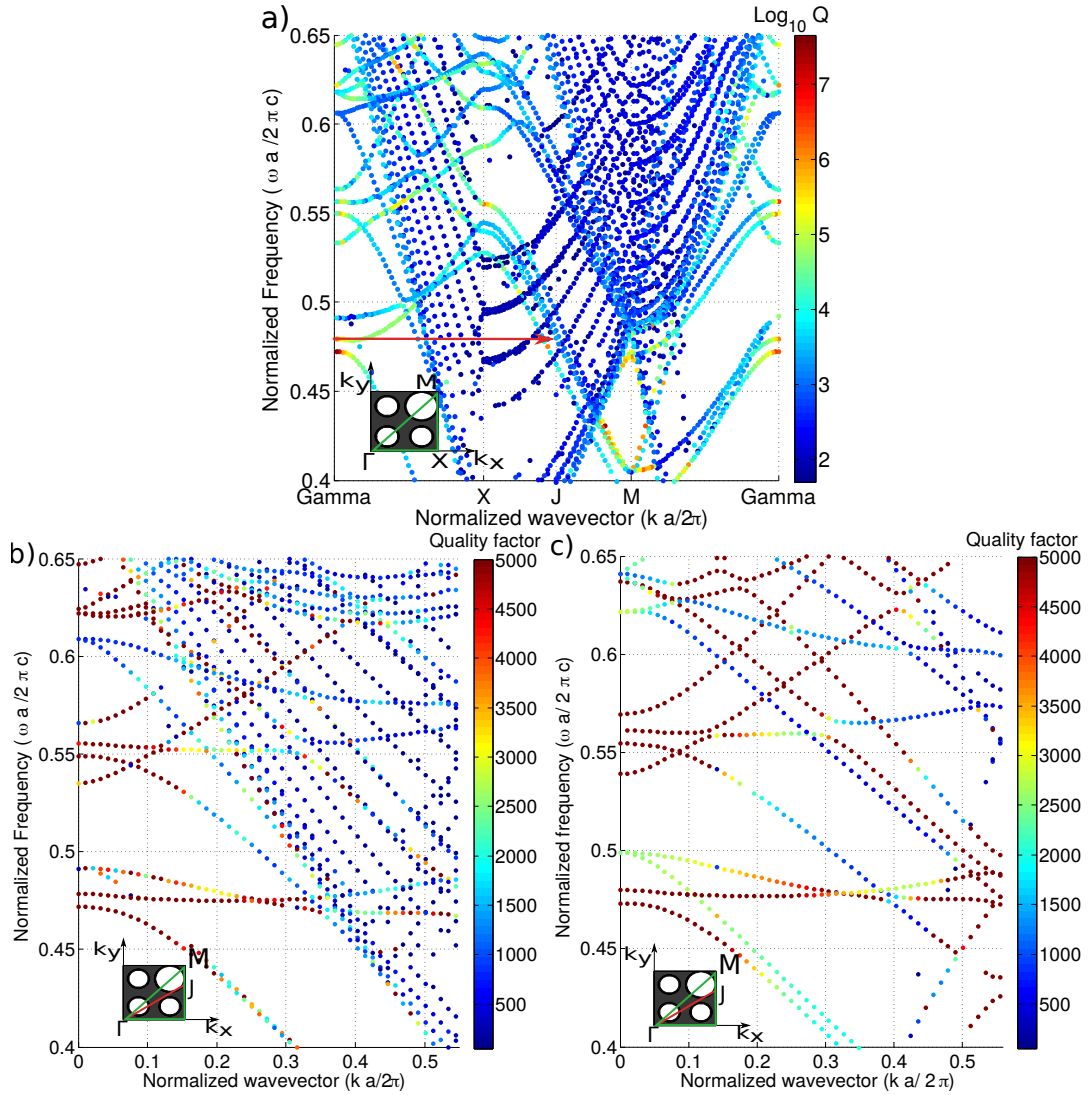 a)
Log10 Q
0.65
0.6
0.55
0.5
0.45
0.4
Normalized Frequency ( ω a /2 π c)
7
6
5
4
3
2
ky
M
Γ
X
kx
Gamma
X
J
M
Gamma
Normalized wavevector (k a/2π)
b)
Quality factor
0.65
0.6
0.55
0.5
0.45
0.4
Normalized Frequency ( ω a /2 π c)
5000
4500
4000
3500
3000
2500
2000
1500
1000
500
ky
M
J
Γ
kx
0
0.1
0.2
0.3
0.4
0.5
Normalized wavevector (k a/2π)
c)
Quality factor
0.65
0.6
0.55
0.5
0.45
0.4
Normalized frequency (ω a/ 2 π c)
5000
4500
4000
3500
3000
2500
2000
1500
1000
500
ky
M
J
Γ
kx
0
0.1
0.2
0.3
0.4
0.5
Normalized wavevector (k a/ 2 π)